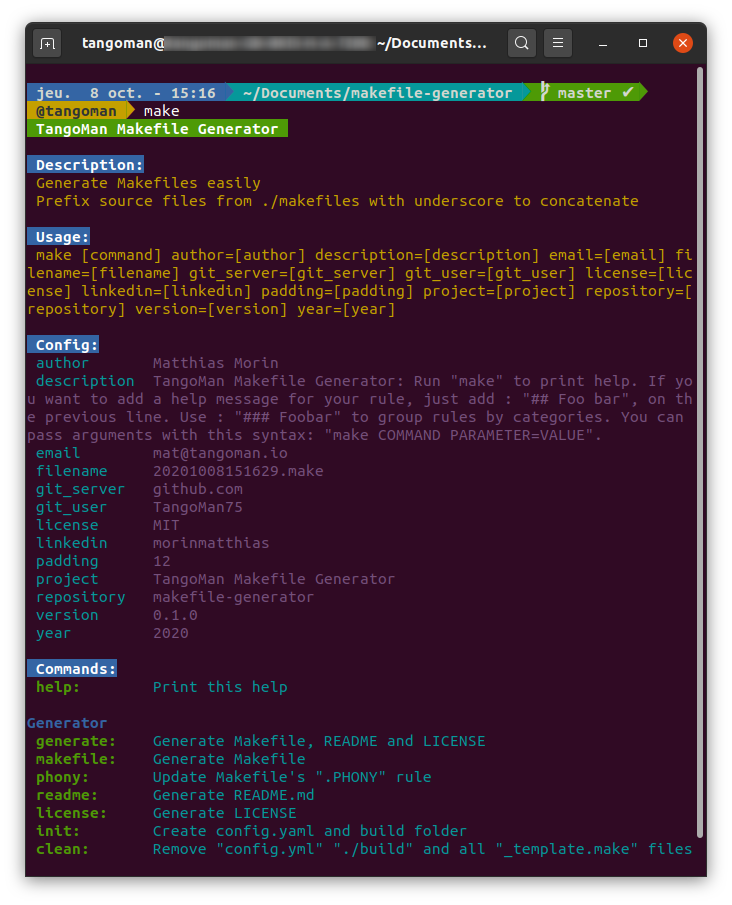 tangoman@ ~/Documents...
jeu. 8 oct. - 15:16 ~/Documents/makefile-generator master ✔
@tangoman make
TangoMan Makefile Generator
Description:
Generate Makefiles easily
Prefix source files from ./makefiles with underscore to concatenate
Usage:
make [command] author=[author] description=[description] email=[email] fi
lename=[filename] git_server=[git_server] git_user=[git_user] license=[lic
ense] linkedin=[linkedin] padding=[padding] project=[project] repository=[
repository] version=[version] year=[year]
Config:
author Matthias Morin
description TangoMan Makefile Generator: Run "make" to print help. If yo
u want to add a help message for your rule, just add : "## Foo bar", on th
e previous line. Use : "### Foobar" to group rules by categories. You can
pass arguments with this syntax: "make COMMAND PARAMETER=VALUE".
email mat@tangoman.io
filename 20201008151629.make
git_server github.com
git_user TangoMan75
license MIT
linkedin morinmatthias
padding 12
project TangoMan Makefile Generator
repository makefile-generator
version 0.1.0
year 2020
Commands:
help: Print this help
Generator
generate: Generate Makefile, README and LICENSE
makefile: Generate Makefile
phony: Update Makefile's ".PHONY" rule
readme: Generate README.md
license: Generate LICENSE
init: Create config.yaml and build folder
clean: Remove "config.yml" "./build" and all "_template.make" files